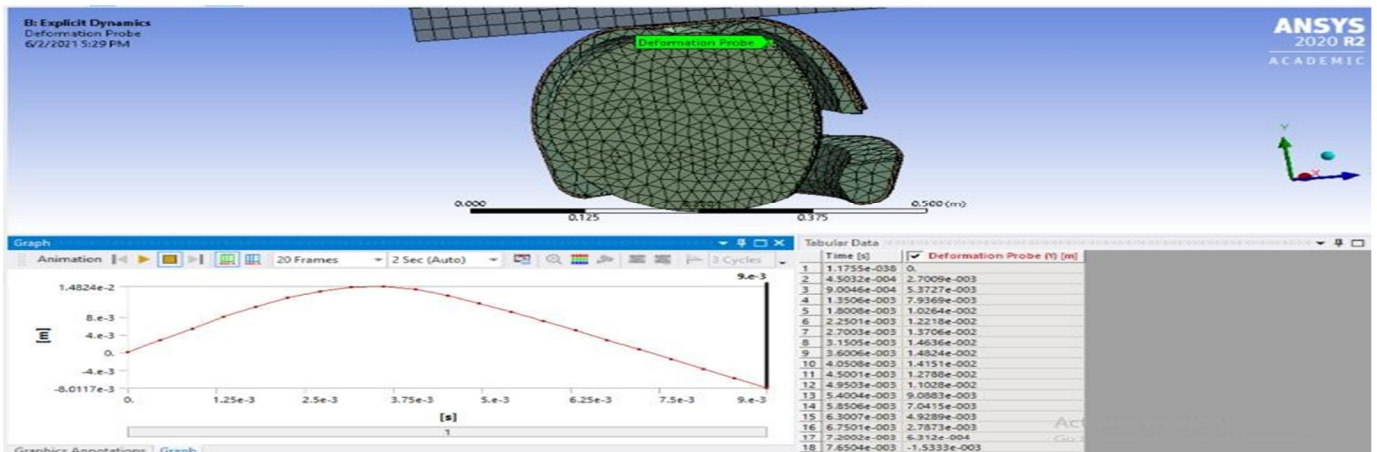 B: Explicit Dynamics
Deformation Probe
6/2/2021 5:29 PM
Deformation Probe
ANSYS
2020 R2
ACADEMIC
Y
X
0.000
0.500 (m)
0.125
0.375
Graph
Animation
20 Frames
2 Sec (Auto)
3 Cycles
9.e-3
1.4824e-2
8.e-3
4.e-3
0.
-4.e-3
-8.0117e-3
[m]
0.
1.25e-3
2.5e-3
3.75e-3
5.e-3
6.25e-3
7.5e-3
9.e-3
[s]
1
Graphics Annotations Graph
Tabular Data
Time [s] Deformation Probe (Y) [m]
1 1.1755e-038 0.
2 4.5032e-004 2.7009e-003
3 9.0046e-004 5.3727e-003
4 1.3506e-003 7.9369e-003
5 1.8008e-003 1.0264e-002
6 2.2501e-003 1.2218e-002
7 2.7003e-003 1.3706e-002
8 3.1505e-003 1.4636e-002
9 3.6006e-003 1.4824e-002
10 4.0508e-003 1.4151e-002
11 4.5001e-003 1.2788e-002
12 4.9503e-003 1.1028e-002
13 5.4004e-003 9.0883e-003
14 5.8506e-003 7.0415e-003
15 6.3007e-003 4.9289e-003
16 6.7501e-003 2.7873e-003
17 7.2002e-003 6.312e-004
18 7.6504e-003 -1.5333e-003